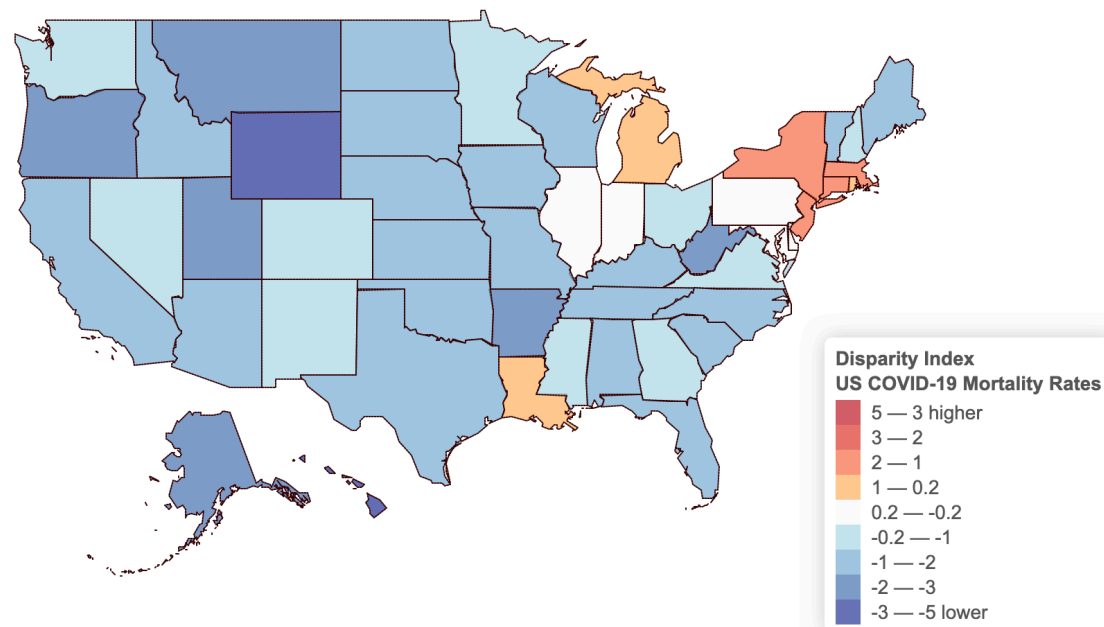 Disparity Index
US COVID-19 Mortality Rates
5 — 3 higher
3 — 2
2 — 1
1 — 0.2
0.2 — -0.2
-0.2 — -1
-1 — -2
-2 — -3
-3 — -5 lower